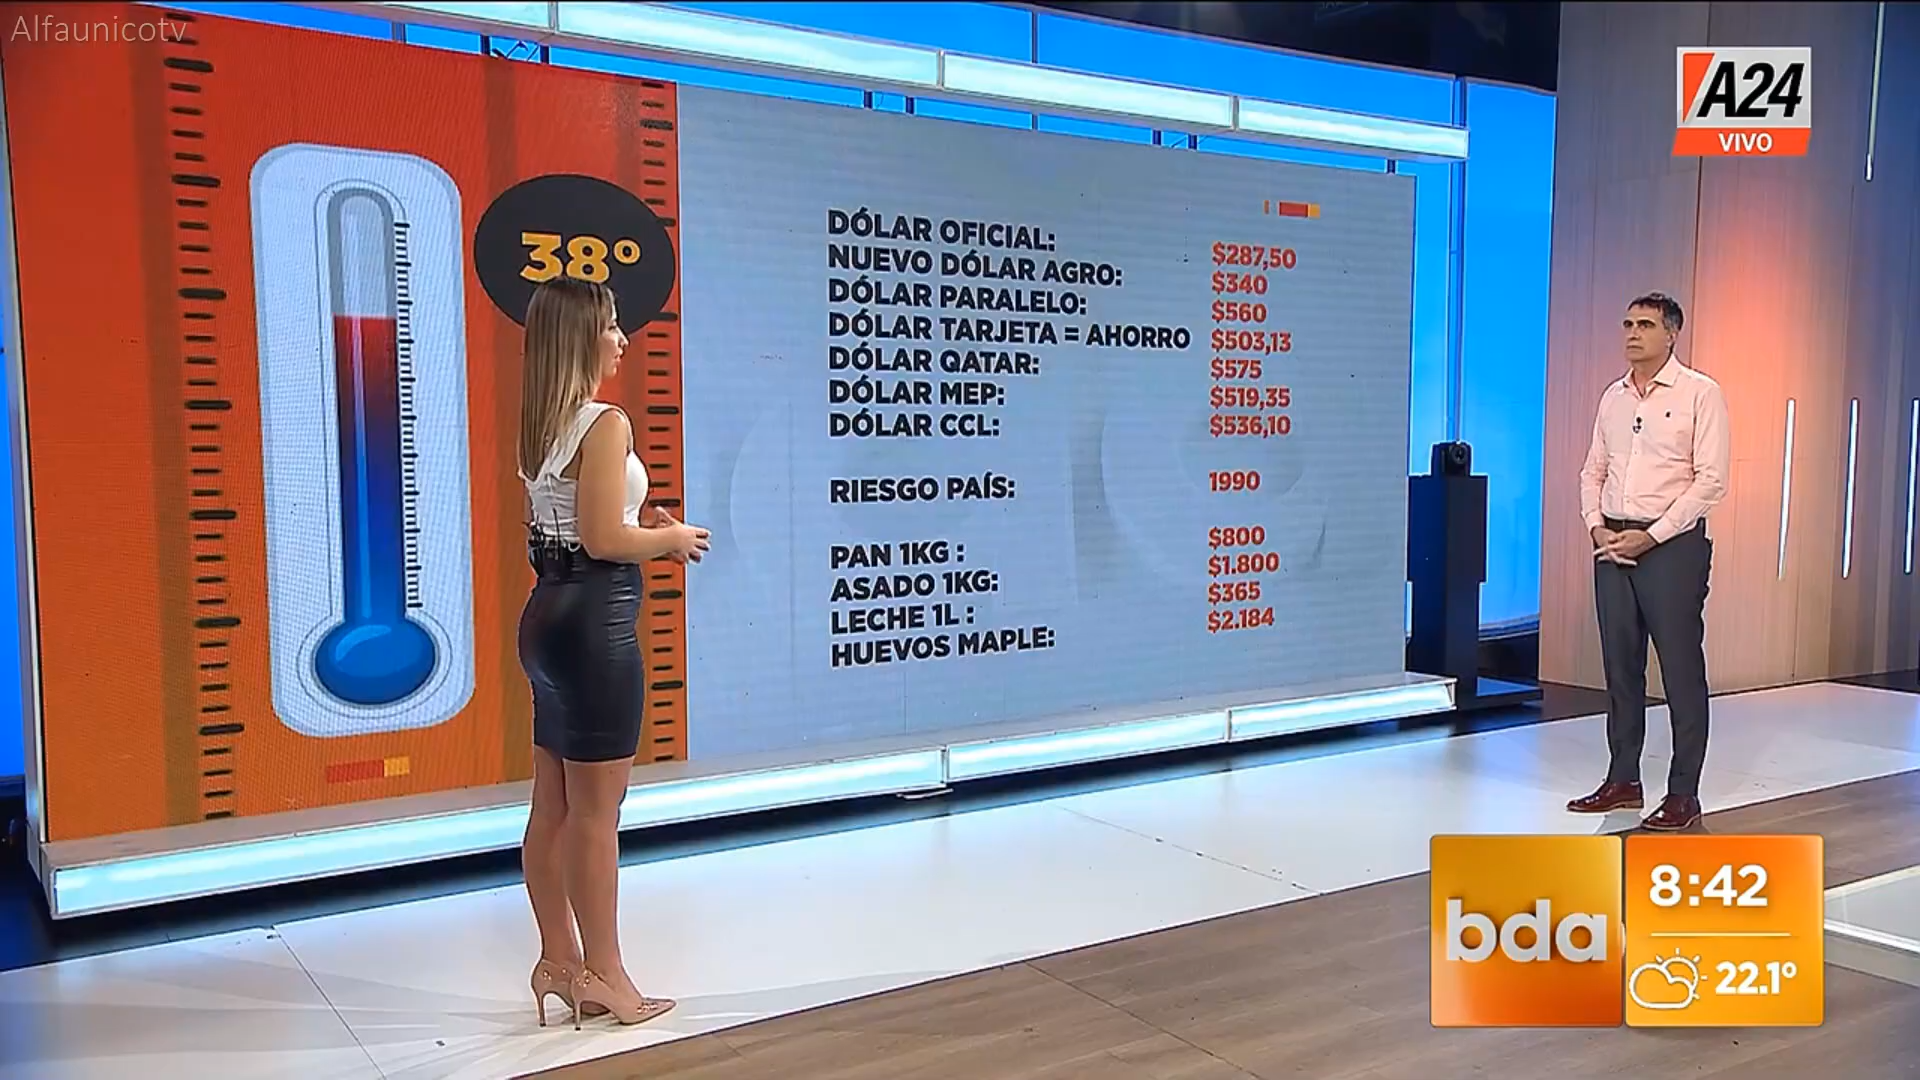 Alfaunicotv
A24
VIVO
38°
DÓLAR OFICIAL: $287,50
NUEVO DÓLAR AGRO: $340
DÓLAR PARALELO: $560
DÓLAR TARJETA = AHORRO $503,13
DÓLAR QATAR: $575
DÓLAR MEP: $519,35
DÓLAR CCL: $536,10
RIESGO PAÍS: 1990
PAN 1KG : $800
ASADO 1KG: $1.800
LECHE 1L : $365
HUEVOS MAPLE: $2.184
bda
8:42
22.1°